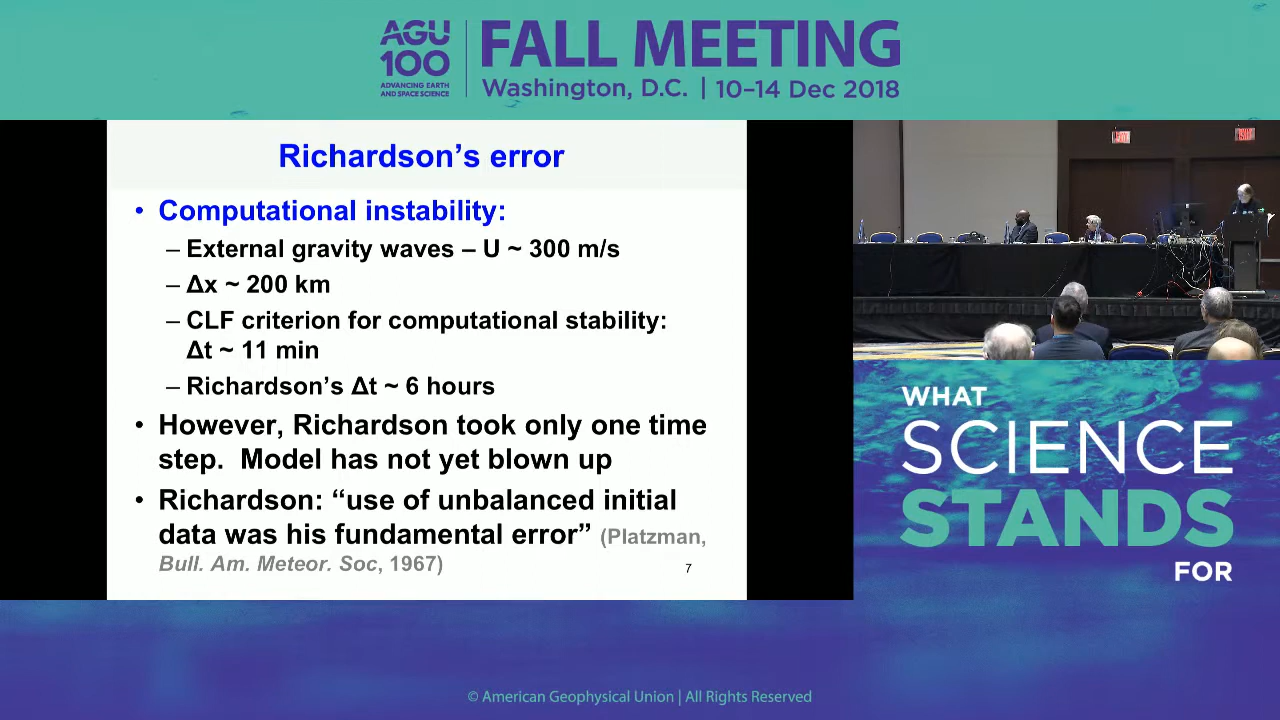 AGU
100
ADVANCING EARTH
AND SPACE SCIENCE
FALL MEETING
Washington, D.C. | 10–14 Dec 2018
Richardson's error
• Computational instability:
– External gravity waves – U ~ 300 m/s
– Δx ~ 200 km
– CLF criterion for computational stability:
Δt ~ 11 min
– Richardson's Δt ~ 6 hours
• However, Richardson took only one time
step. Model has not yet blown up
• Richardson: “use of unbalanced initial
data was his fundamental error” (Platzman,
Bull. Am. Meteor. Soc, 1967)
7
WHAT
SCIENCE
STANDS
FOR
© American Geophysical Union | All Rights Reserved